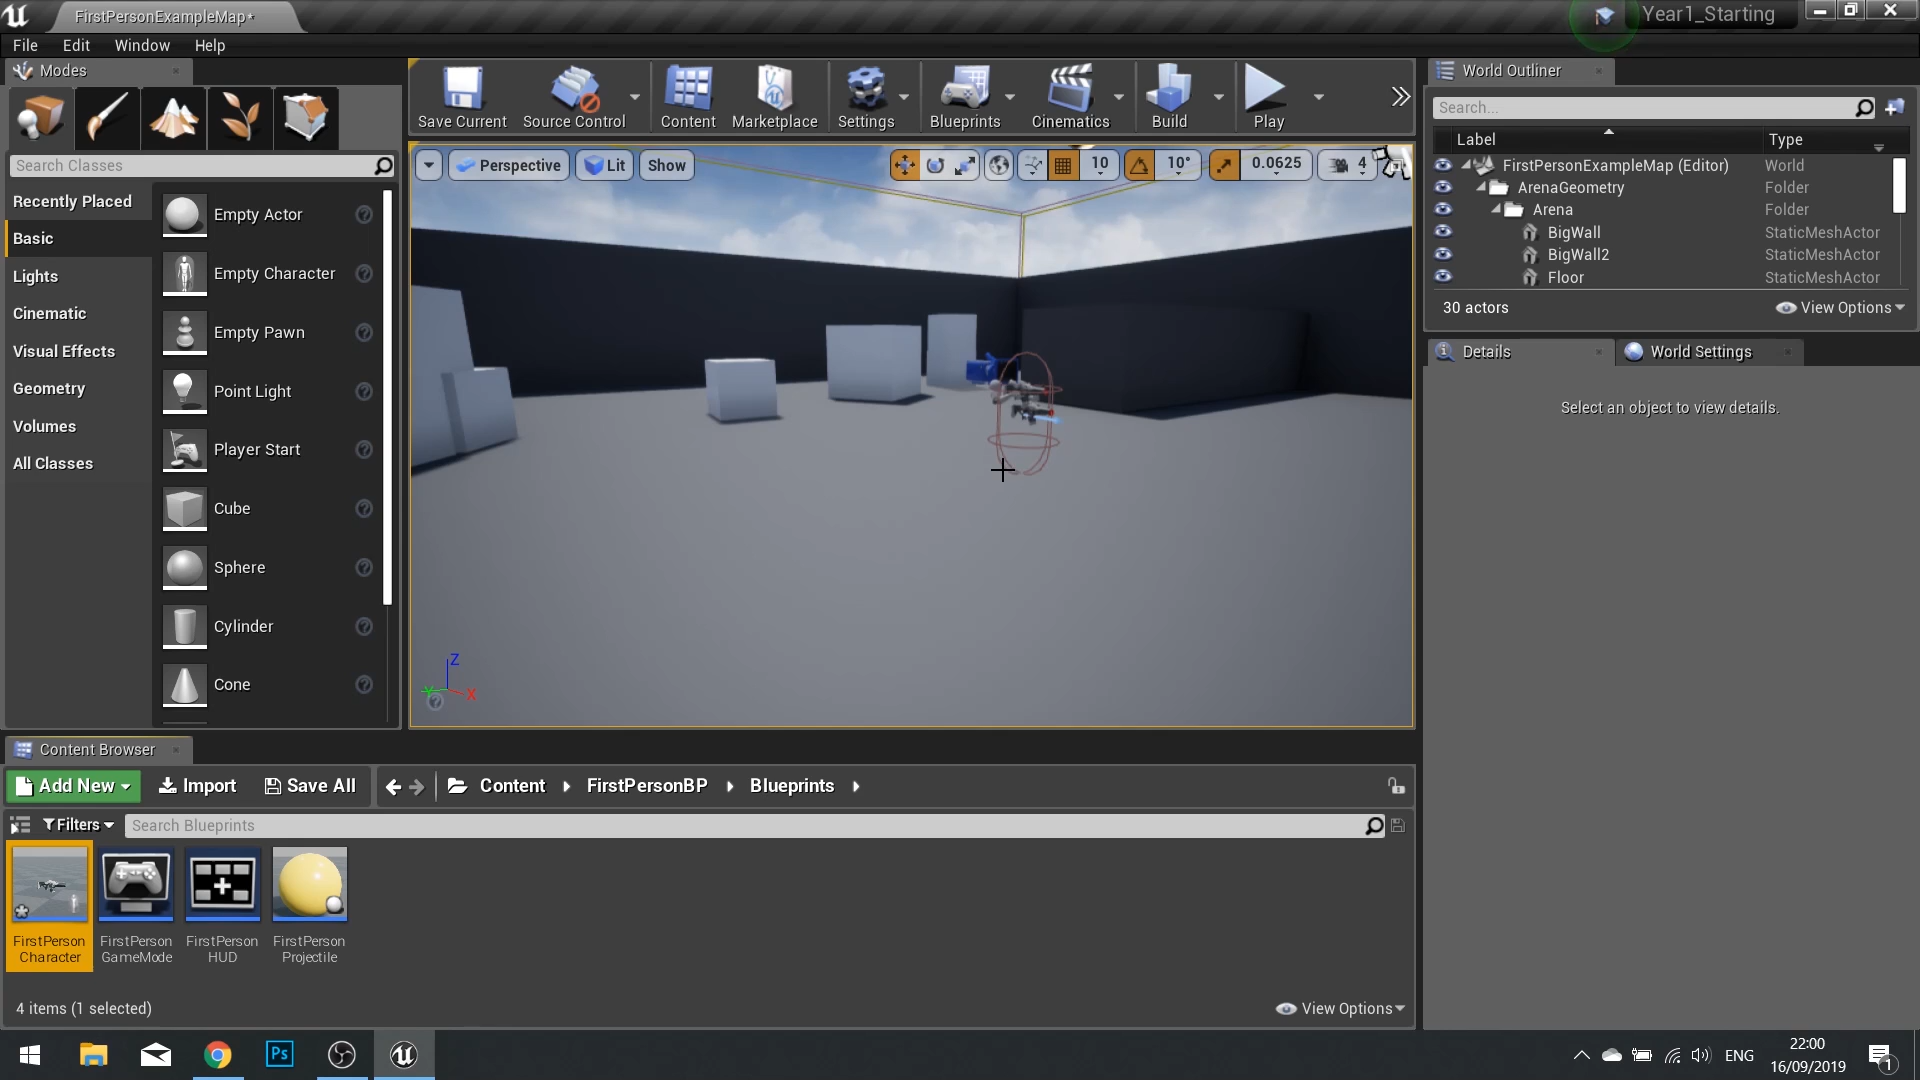 FirstPersonExampleMap*
Year1_Starting
File Edit Window Help
Modes
Search Classes
Recently Placed
Basic
Lights
Cinematic
Visual Effects
Geometry
Volumes
All Classes
Empty Actor
Empty Character
Empty Pawn
Point Light
Player Start
Cube
Sphere
Cylinder
Cone
Save Current Source Control Content Marketplace Settings Blueprints Cinematics Build Play
Perspective Lit Show 10 10° 0.0625 4
Z
Y X
World Outliner
Search...
Label Type
FirstPersonExampleMap (Editor) World
ArenaGeometry Folder
Arena Folder
BigWall StaticMeshActor
BigWall2 StaticMeshActor
Floor StaticMeshActor
30 actors View Options
Details World Settings
Select an object to view details.
Content Browser
Add New Import Save All Content FirstPersonBP Blueprints
Filters Search Blueprints
FirstPerson Character
FirstPerson GameMode
FirstPerson HUD
FirstPerson Projectile
4 items (1 selected) View Options
Ps
ENG
22:00
16/09/2019
1